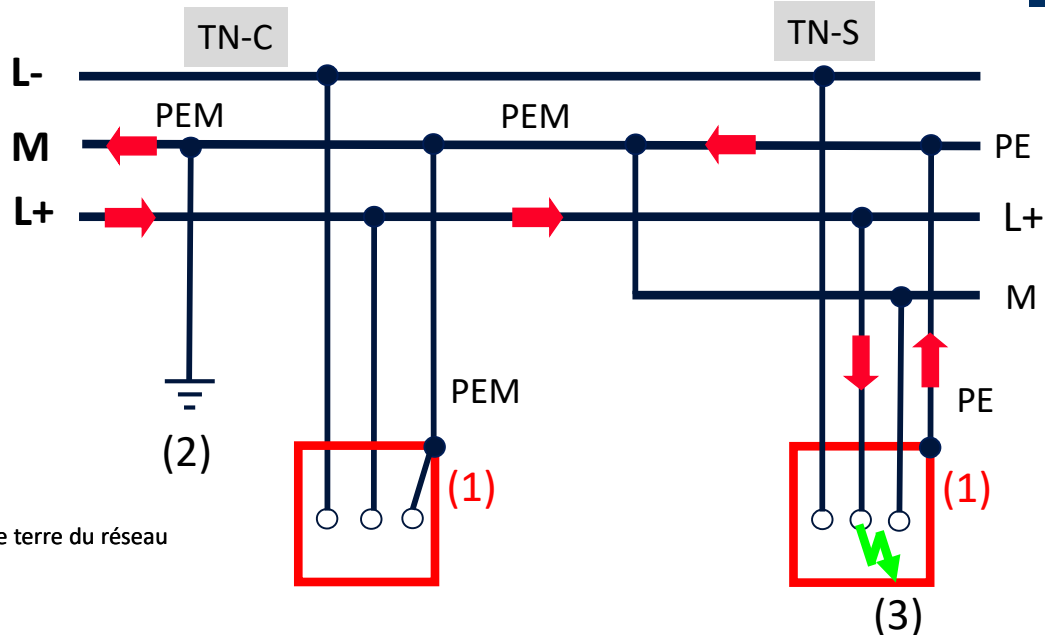 TN-C
TN-S
L-
PEM
PEM
M
PE
L+
L+
M
PEM
PE
(2)
(1)
(1)
e terre du réseau
(3)